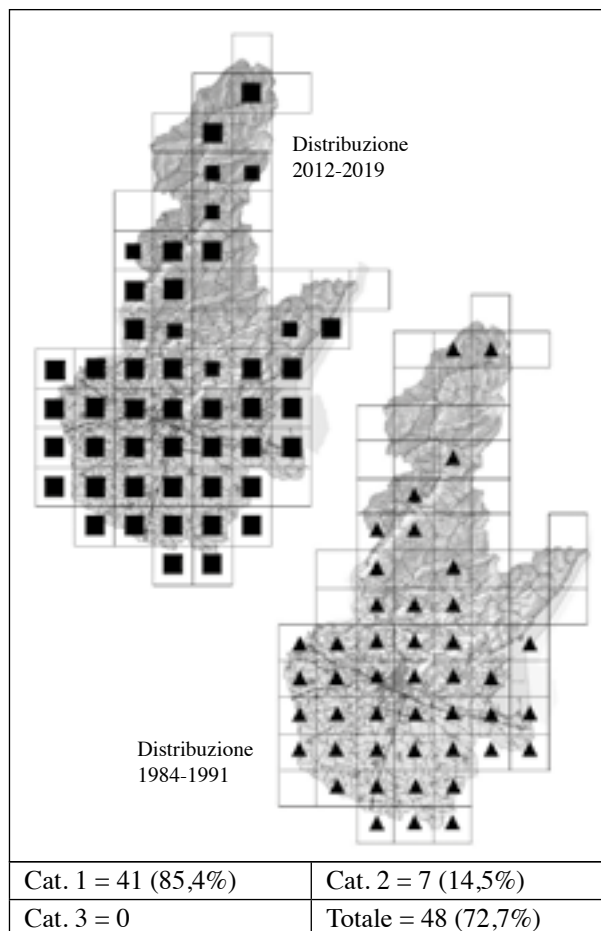 Distribuzione
2012-2019
Distribuzione
1984-1991
Cat. 1 = 41 (85,4%)
Cat. 2 = 7 (14,5%)
Cat. 3 = 0
Totale = 48 (72,7%)